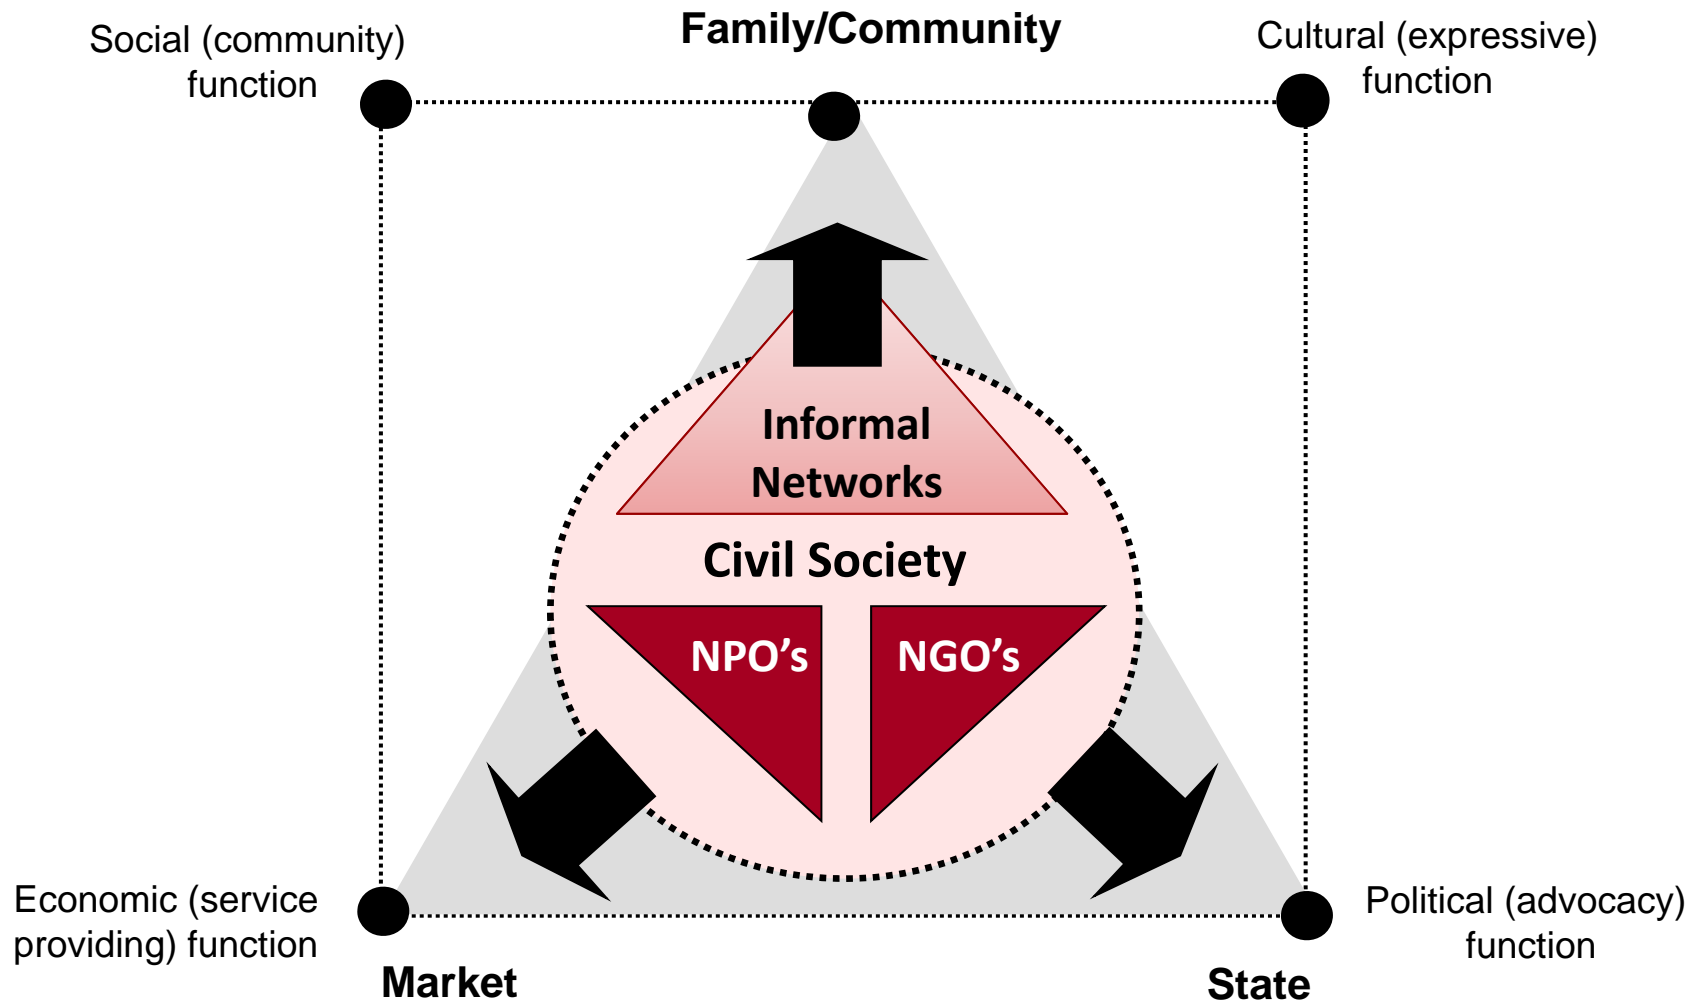 Social (community)
function
Family/Community
Cultural (expressive)
function
Informal
Networks
Civil Society
NPO’s
NGO’s
Economic (service
providing) function
Market
State
Political (advocacy)
function